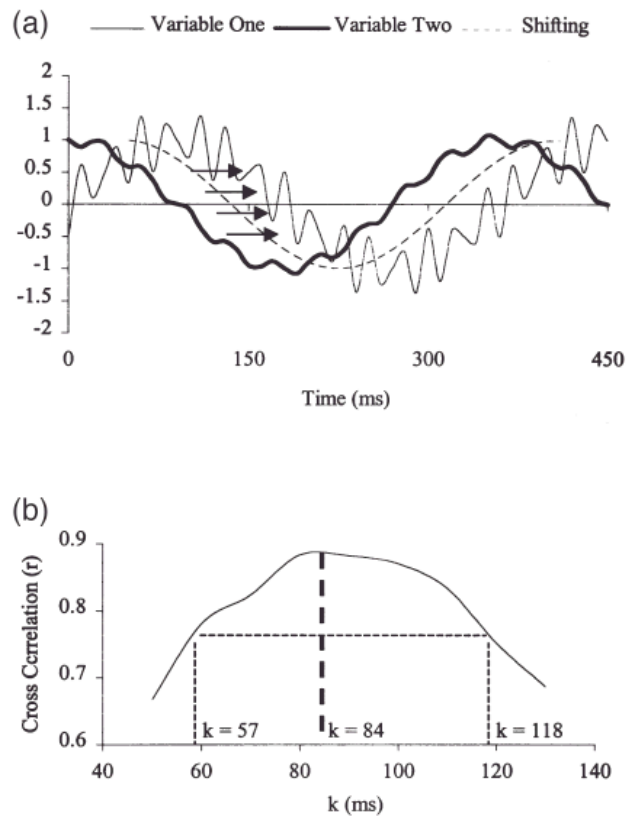 (a)
Variable One Variable Two Shifting
2
1.5
1
0.5
0
-0.5
-1
-1.5
-2
0 150 300 450
Time (ms)
(b)
Cross Ccrrelation (r)
0.9
0.8
0.7
0.6
k = 57 k = 84 k = 118
40 60 80 100 120 140
k (ms)